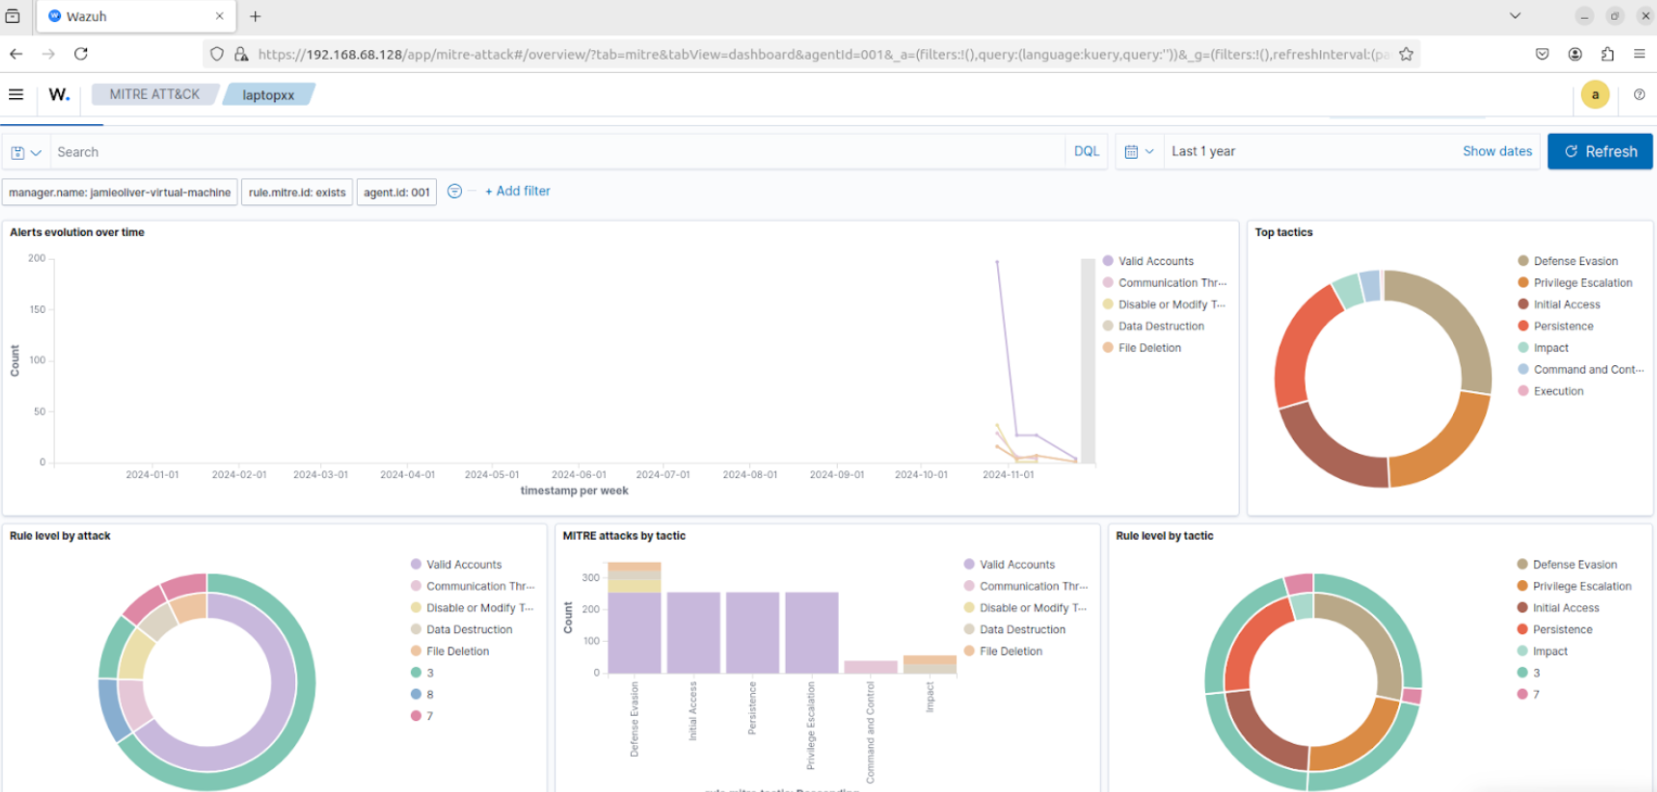 Wazuh
https://192.168.68.128/app/mitre-attack#/overview/?tab=mitre&tabView=dashboard&agentId=001&_a=(filters:!(),query:(language:kuery,query:''))&_g=(filters:!(),refreshInterval:(pa
W. MITRE ATT&CK laptopxx a
Search DQL Last 1 year Show dates Refresh
manager.name: jamieoliver-virtual-machine rule.mitre.id: exists agent.id: 001 + Add filter
Alerts evolution over time
200
150
100
50
0
Count
2024-01-01 2024-02-01 2024-03-01 2024-04-01 2024-05-01 2024-06-01 2024-07-01 2024-08-01 2024-09-01 2024-10-01 2024-11-01
timestamp per week
Valid Accounts
Communication Thr...
Disable or Modify T...
Data Destruction
File Deletion
Top tactics
Defense Evasion
Privilege Escalation
Initial Access
Persistence
Impact
Command and Cont...
Execution
Rule level by attack
Valid Accounts
Communication Thr...
Disable or Modify T...
Data Destruction
File Deletion
3
8
7
MITRE attacks by tactic
300
200
100
0
Count
Defense Evasion
Initial Access
Persistence
Privilege Escalation
Command and Control
Impact
rule.mitre.tactic: Descending
Valid Accounts
Communication Thr...
Disable or Modify T...
Data Destruction
File Deletion
Rule level by tactic
Defense Evasion
Privilege Escalation
Initial Access
Persistence
Impact
3
7